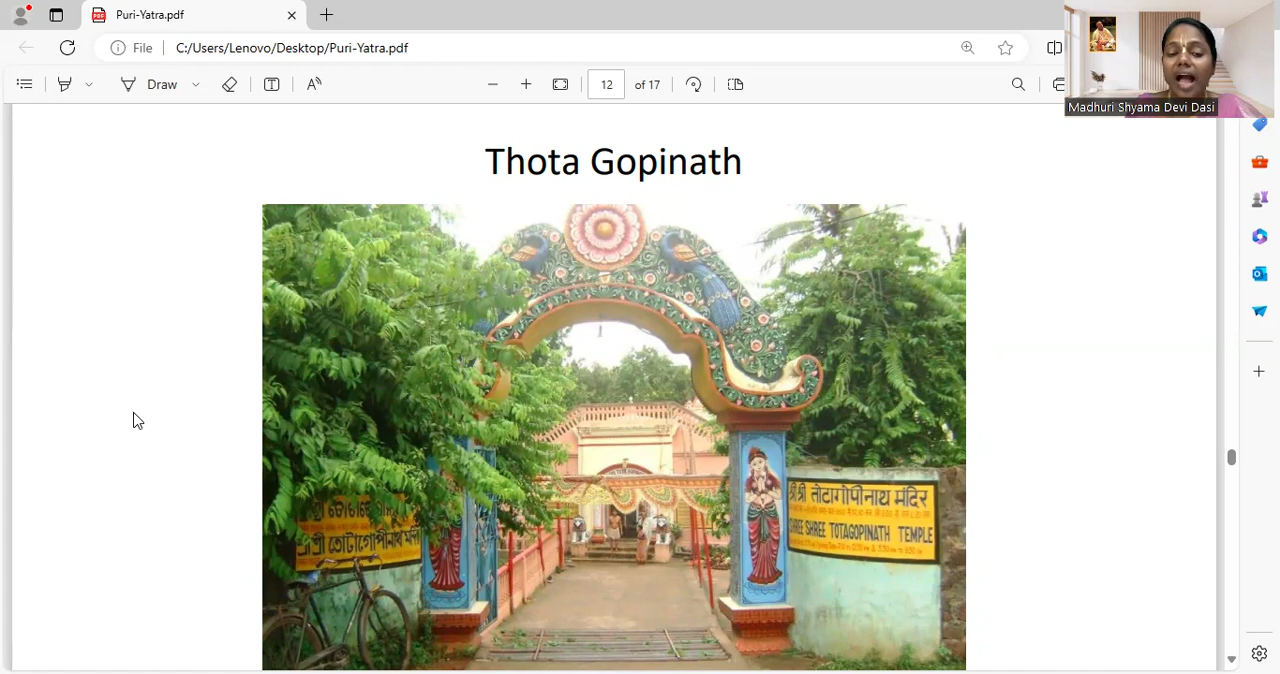 Puri-Yatra.pdf
File
C:/Users/Lenovo/Desktop/Puri-Yatra.pdf
Draw
12
of 17
Madhuri Shyama Devi Dasi
Thota Gopinath
श्री श्री तोटागोपीनाथ मंदिर
SHREE SHREE TOTAGOPINATH TEMPLE